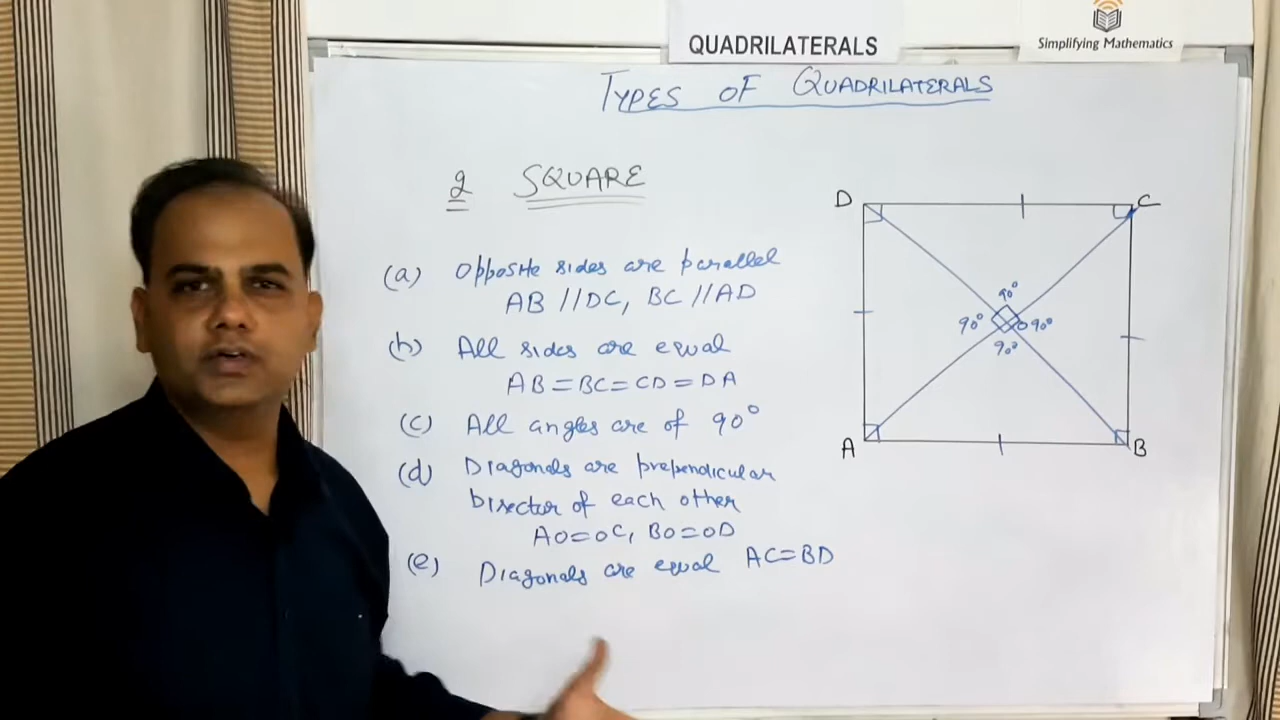 QUADRILATERALS
Simplifying Mathematics
TYPES OF QUADRILATERALS
2 SQUARE
(a) Opposite sides are parallel
AB // DC, BC // AD
(b) All sides are equal
AB = BC = CD = DA
(c) All angles are of 90°
(d) Diagonals are prependicular
bisector of each other
AO = OC, BO = OD
(e) Diagonals are equal AC = BD
D C
90°
90° O 90°
90°
A B